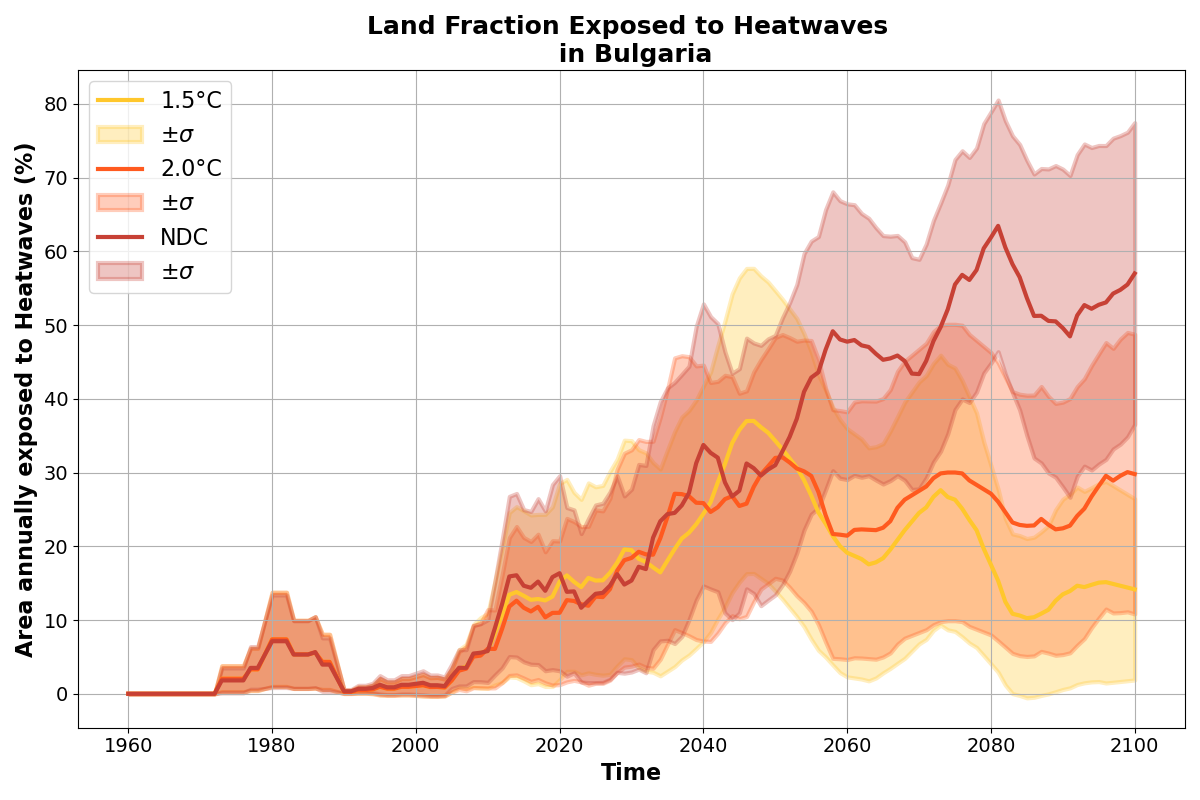 Land Fraction Exposed to Heatwaves
in Bulgaria
1.5°C
±σ
2.0°C
±σ
NDC
±σ
Area annually exposed to Heatwaves (%)
80
70
60
50
40
30
20
10
0
1960 1980 2000 2020 2040 2060 2080 2100
Time